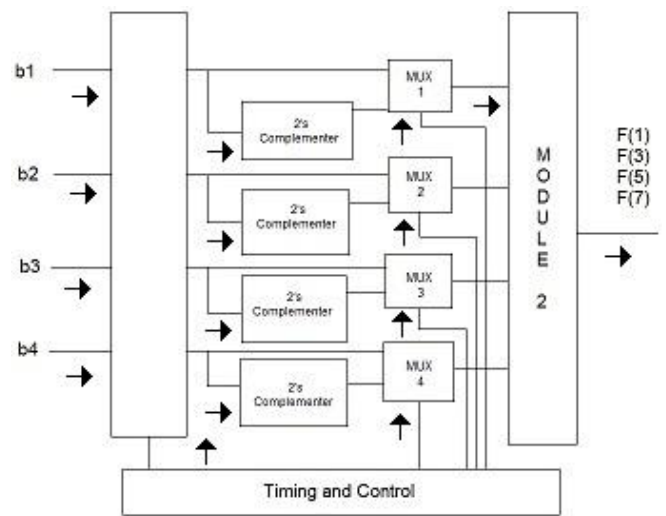 b1
MUX
1
2's
Complementer
F(1)
F(3)
F(5)
F(7)
b2
MUX
2
2's
Complementer
b3
MUX
3
2's
Complementer
b4
MUX
4
2's
Complementer
M
O
D
U
L
E
2
Timing and Control